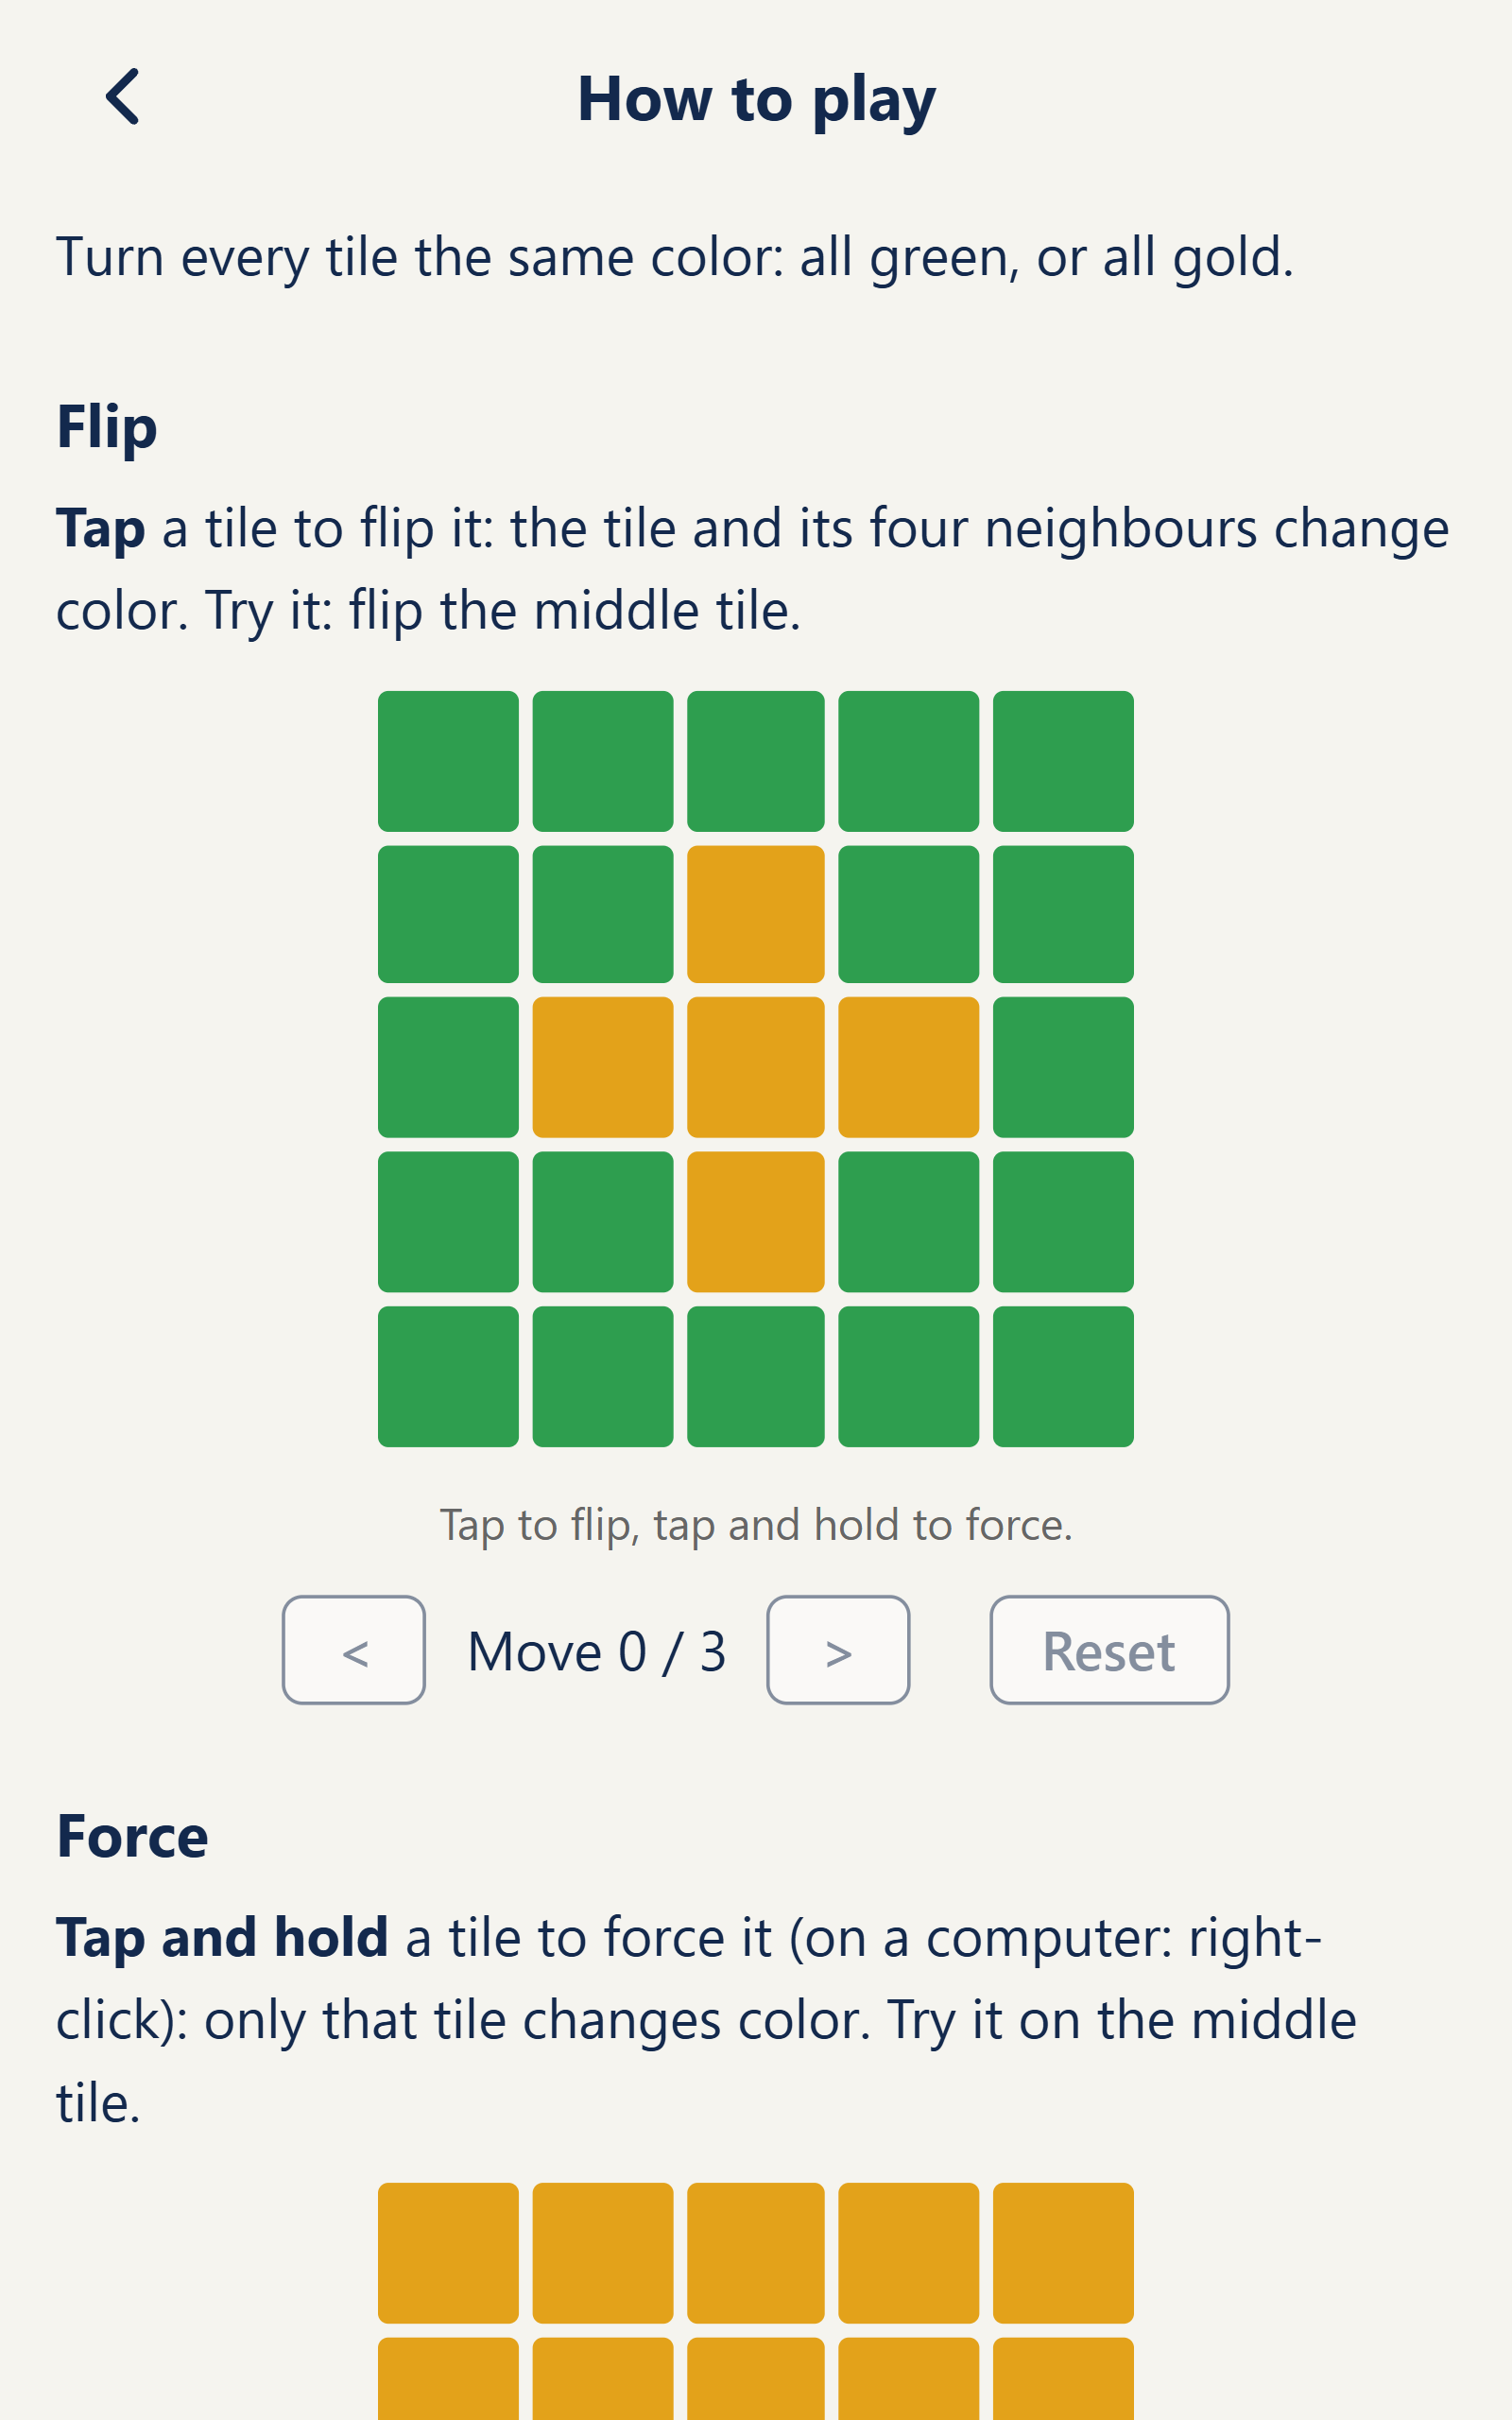 How to play
Turn every tile the same color: all green, or all gold.
Flip
Tap a tile to flip it: the tile and its four neighbours change
color. Try it: flip the middle tile.
Tap to flip, tap and hold to force.
< Move 0 / 3 > Reset
Force
Tap and hold a tile to force it (on a computer: right-
click): only that tile changes color. Try it on the middle
tile.